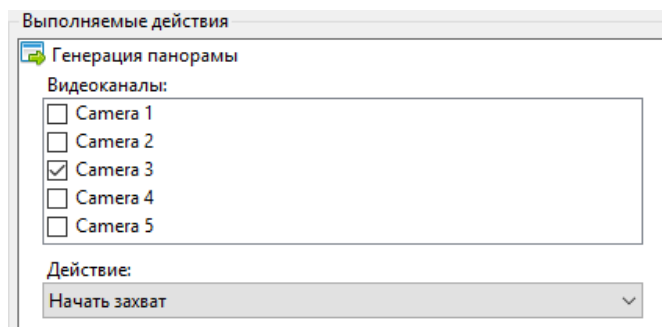 Выполняемые действия
Генерация панорамы
Видеоканалы:
Camera 1
Camera 2
Camera 3
Camera 4
Camera 5
Действие:
Начать захват